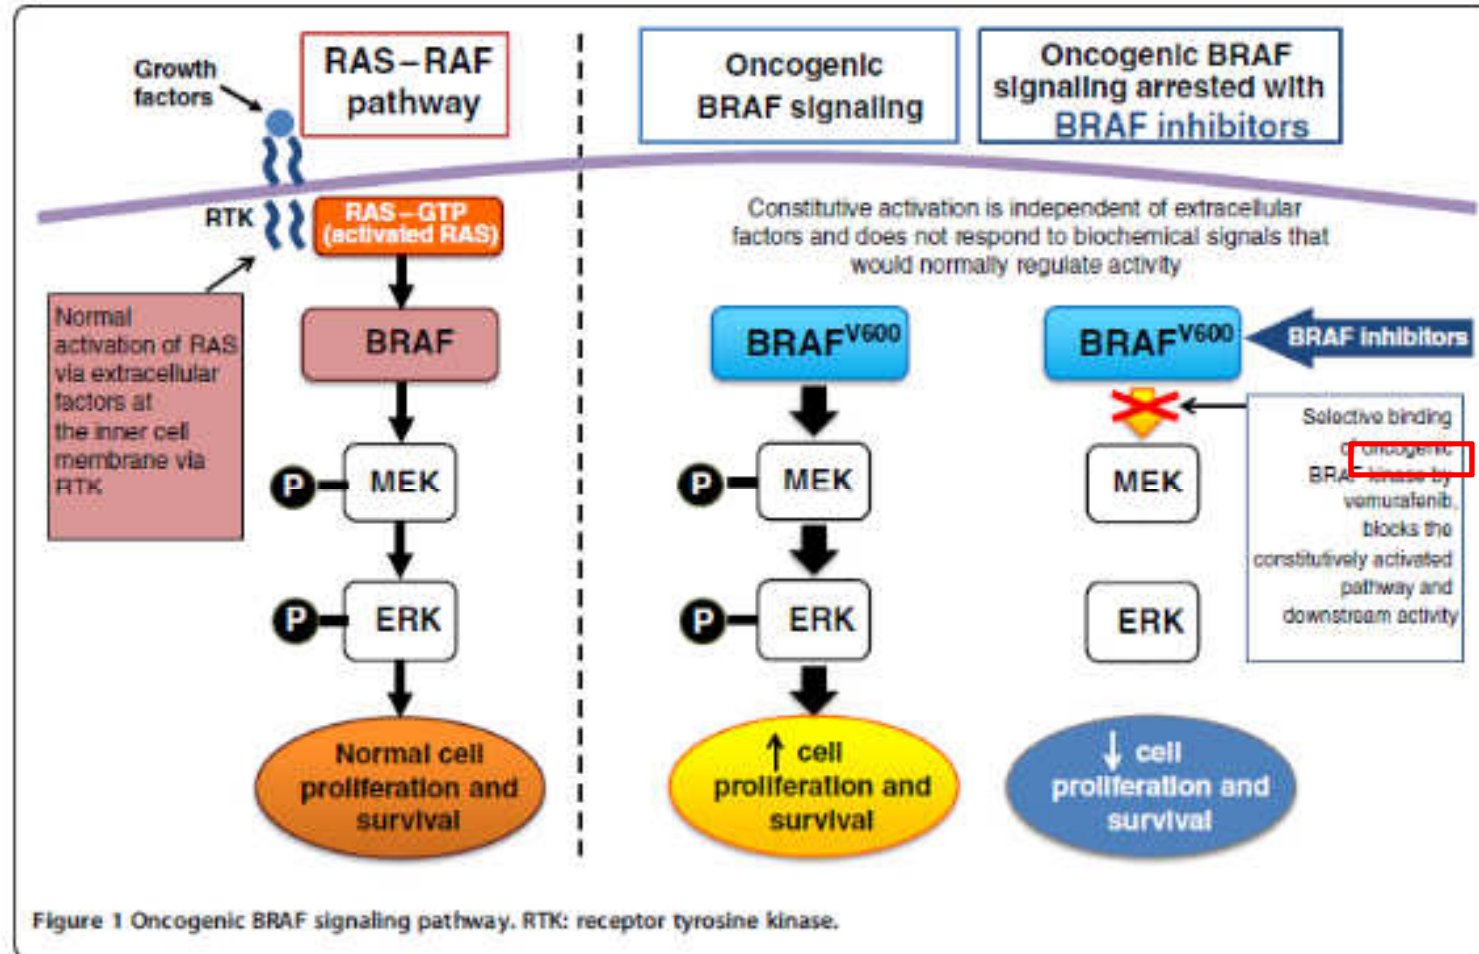 Growth
factors
RAS–RAF
pathway
RTK
RAS–GTP
(activated RAS)
Normal
activation of RAS
via extracellular
factors at
the inner cell
membrane via
RTK
BRAF
P
MEK
P
ERK
Normal cell
proliferation and
survival
Oncogenic
BRAF signaling
Oncogenic BRAF
signaling arrested with
BRAF inhibitors
Constitutive activation is independent of extracellular
factors and does not respond to biochemical signals that
would normally regulate activity
BRAFV600
P
MEK
P
ERK
↑ cell
proliferation and
survival
BRAFV600
BRAF inhibitors
MEK
ERK
Selective binding
of oncogenic
BRAF kinase by
vemurafenib,
blocks the
constitutively activated
pathway and
downstream activity
↓ cell
proliferation and
survival
Figure 1 Oncogenic BRAF signaling pathway. RTK: receptor tyrosine kinase.